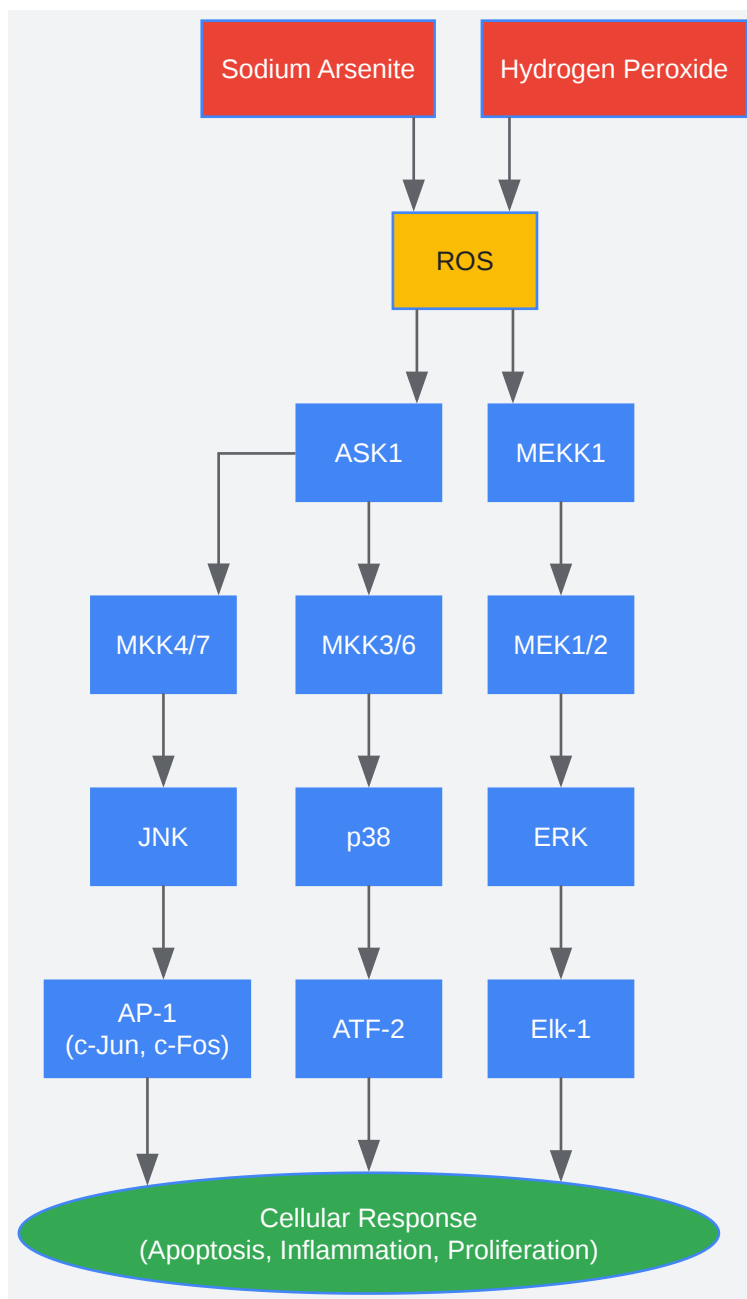 Sodium Arsenite
Hydrogen Peroxide
ROS
ASK1
MEKK1
MKK4/7
MKK3/6
MEK1/2
JNK
p38
ERK
AP-1
(c-Jun, c-Fos)
ATF-2
Elk-1
Cellular Response
(Apoptosis, Inflammation, Proliferation)